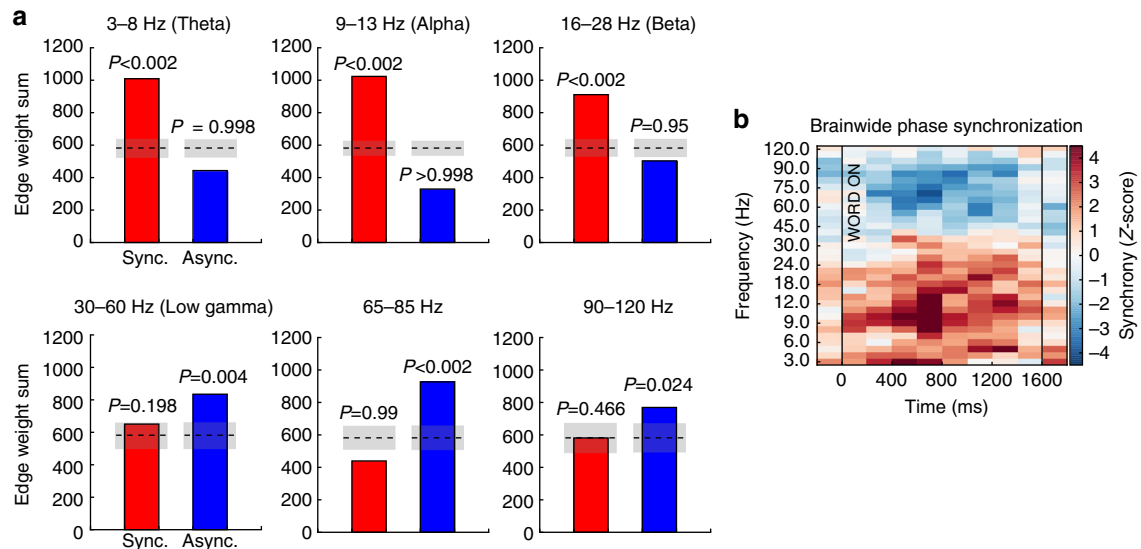 a
3–8 Hz (Theta)
9–13 Hz (Alpha)
16–28 Hz (Beta)
Edge weight sum
1200
1000
800
600
400
200
0
P<0.002
P = 0.998
Sync.
Async.
1200
1000
800
600
400
200
0
P<0.002
P >0.998
1200
1000
800
600
400
200
0
P<0.002
P=0.95
30–60 Hz (Low gamma)
65–85 Hz
90–120 Hz
Edge weight sum
1200
1000
800
600
400
200
0
P=0.198
P=0.004
Sync.
Async.
1200
1000
800
600
400
200
0
P=0.99
P<0.002
1200
1000
800
600
400
200
0
P=0.466
P=0.024
b
Brainwide phase synchronization
Frequency (Hz)
120.0
75.0
60.0
45.0
30.0
24.0
18.0
12.0
9.0
6.0
3.0
WORD ON
0
400
800
1200
1600
Time (ms)
4
3
2
1
0
−1
−2
−3
−4
Synchrony (Z-score)